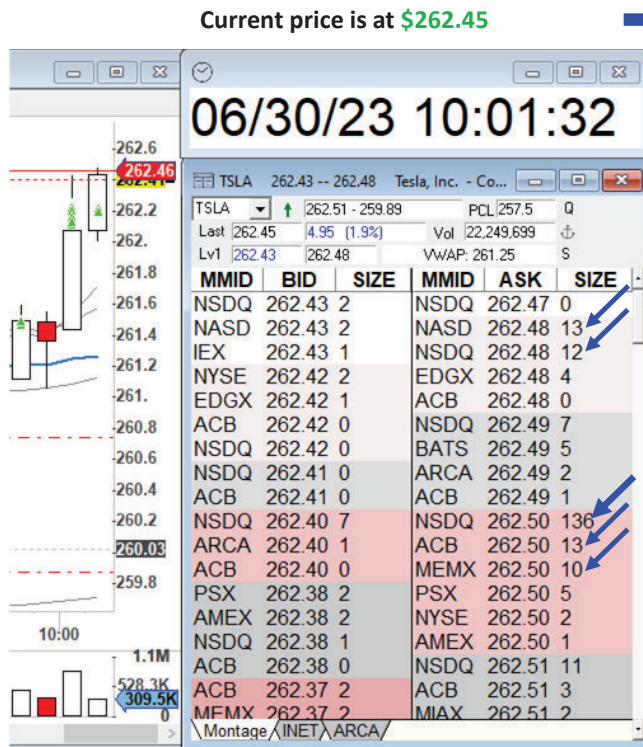 Current price is at $262.45
06/30/23 10:01:32
262.6
262.46
262.41
262.2
262.
261.8
261.6
261.4
261.2
261.
260.8
260.6
260.4
260.2
260.03
259.8
10:00
1.1M
528.3K
309.5K
0
TSLA 262.43 -- 262.48 Tesla, Inc. - Co...
TSLA 262.51 - 259.89 PCL 257.5 Q
Last 262.45 4.95 (1.9%) Vol 22,249,699
Lv1 262.43 262.48 VWAP: 261.25 S
MMID BID SIZE MMID ASK SIZE
NSDQ 262.43 2 NSDQ 262.47 0
NASD 262.43 2 NASD 262.48 13
IEX 262.43 1 NSDQ 262.48 12
NYSE 262.42 2 EDGX 262.48 4
EDGX 262.42 1 ACB 262.48 0
ACB 262.42 0 NSDQ 262.49 7
NSDQ 262.42 0 BATS 262.49 5
NSDQ 262.41 0 ARCA 262.49 2
ACB 262.41 0 ACB 262.49 1
NSDQ 262.40 7 NSDQ 262.50 136
ARCA 262.40 1 ACB 262.50 13
ACB 262.40 0 MEMX 262.50 10
PSX 262.38 2 PSX 262.50 5
AMEX 262.38 2 NYSE 262.50 2
NSDQ 262.38 1 AMEX 262.50 1
ACB 262.38 0 NSDQ 262.51 11
ACB 262.37 2 ACB 262.51 3
MEMX 262.37 2 MIAX 262.51 2
Montage INET ARCA